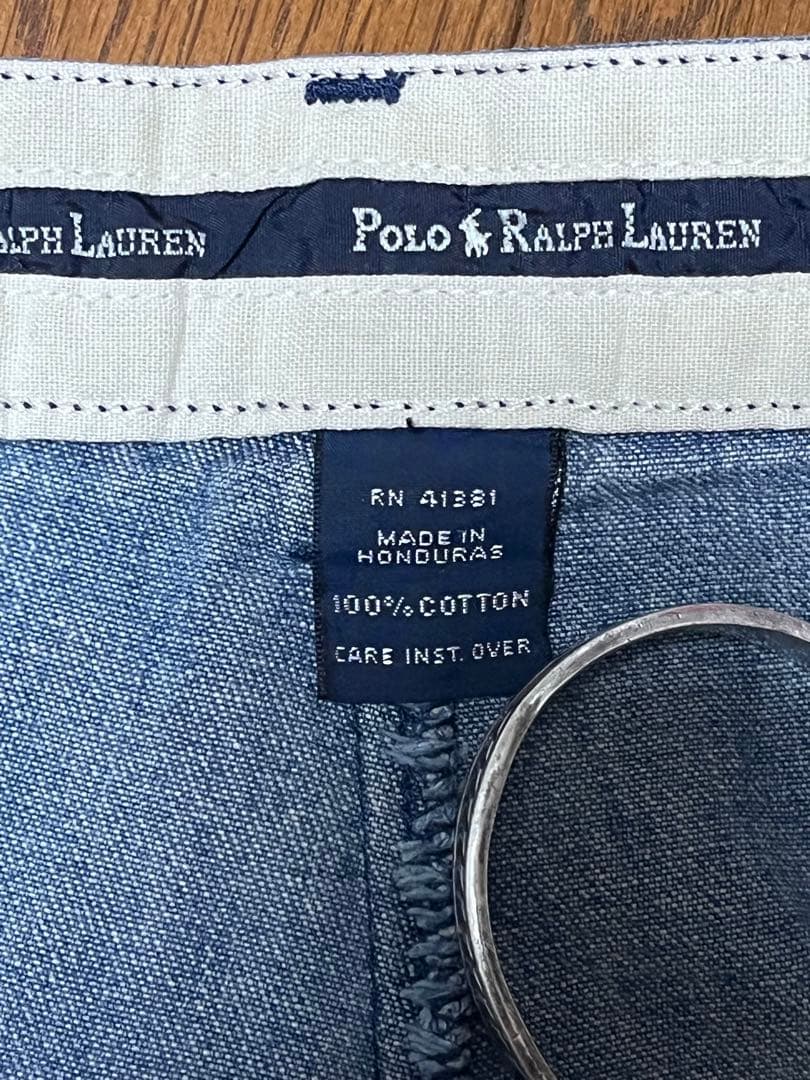 ALPH LAUREN POLO RALPH LAUREN
RN 41381
MADE IN
HONDURAS
100% COTTON
CARE INST. OVER